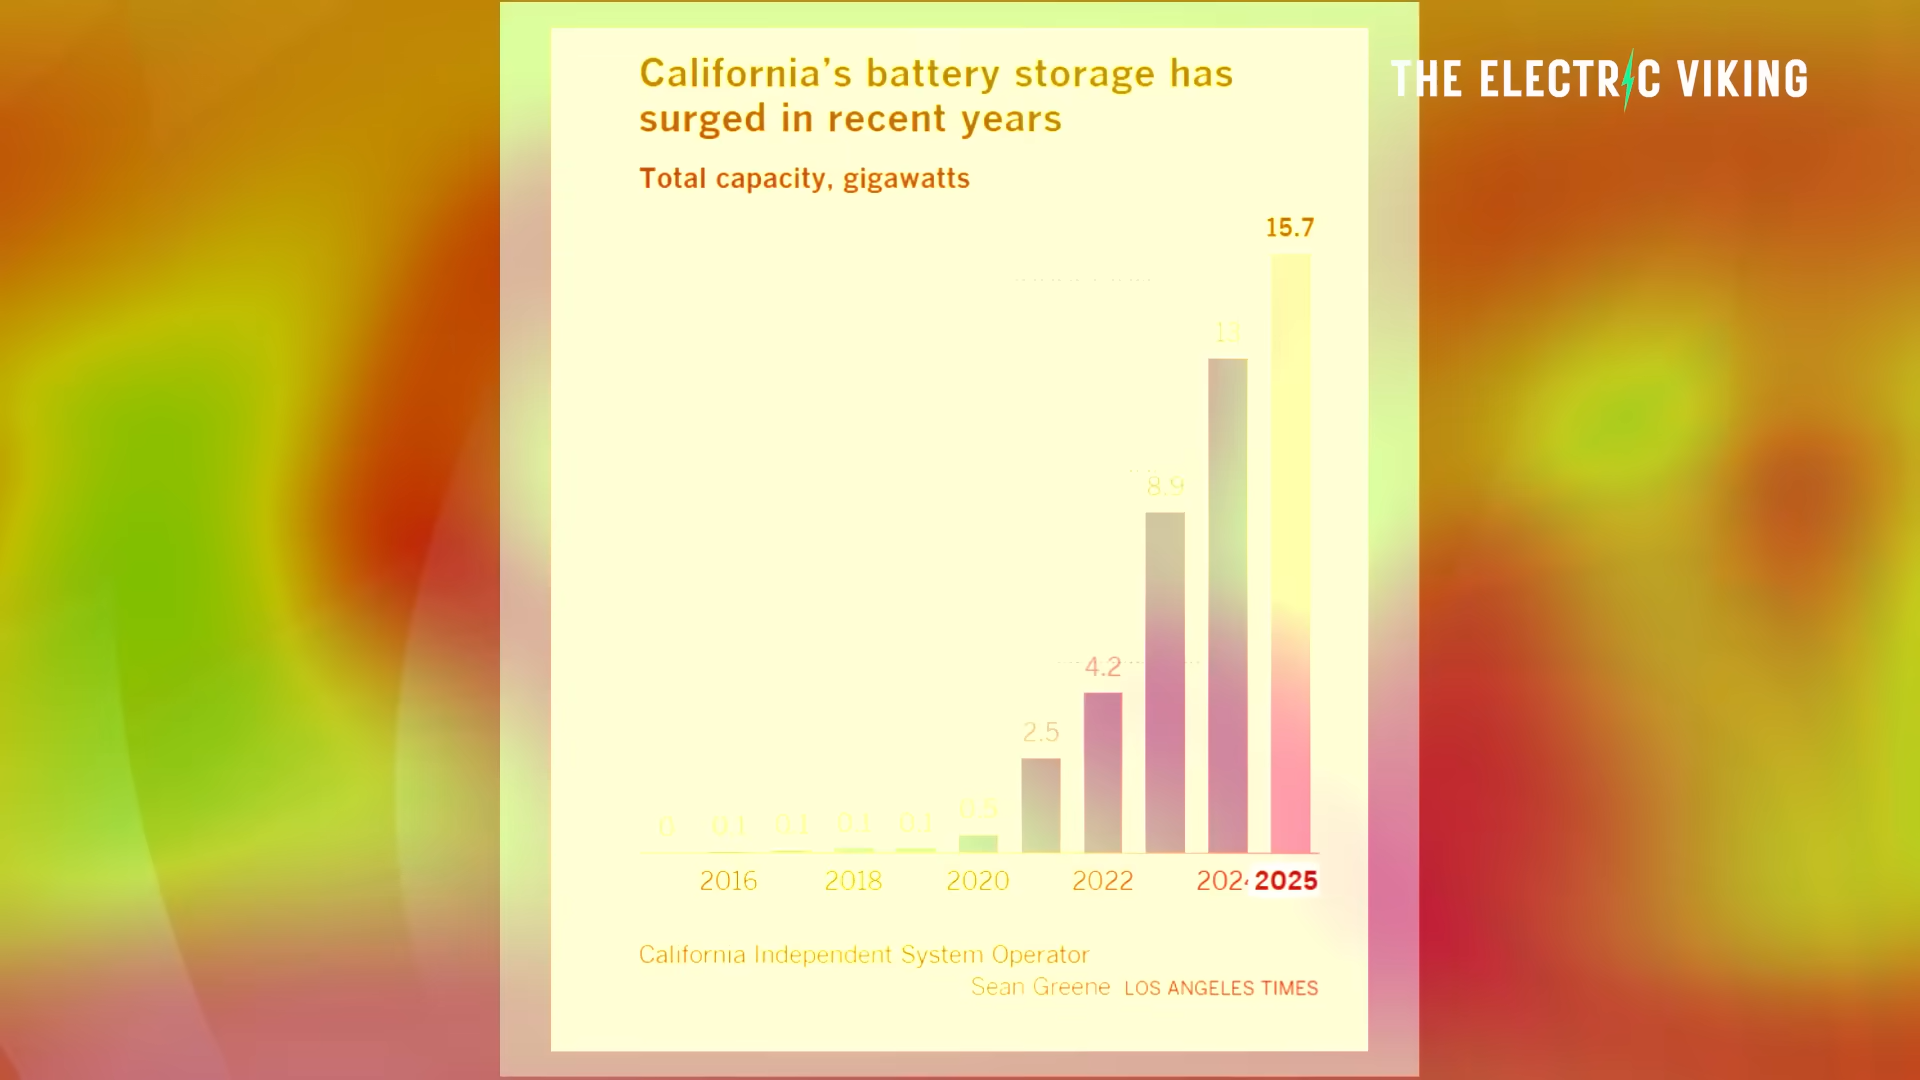 California's battery storage has
surged in recent years
THE ELECTRIC VIKING
Total capacity, gigawatts
15.7
13
8.9
4.2
2.5
0 0.1 0.1 0.1 0.1 0.5
2016 2018 2020 2022 2025
California Independent System Operator
Sean Greene LOS ANGELES TIMES